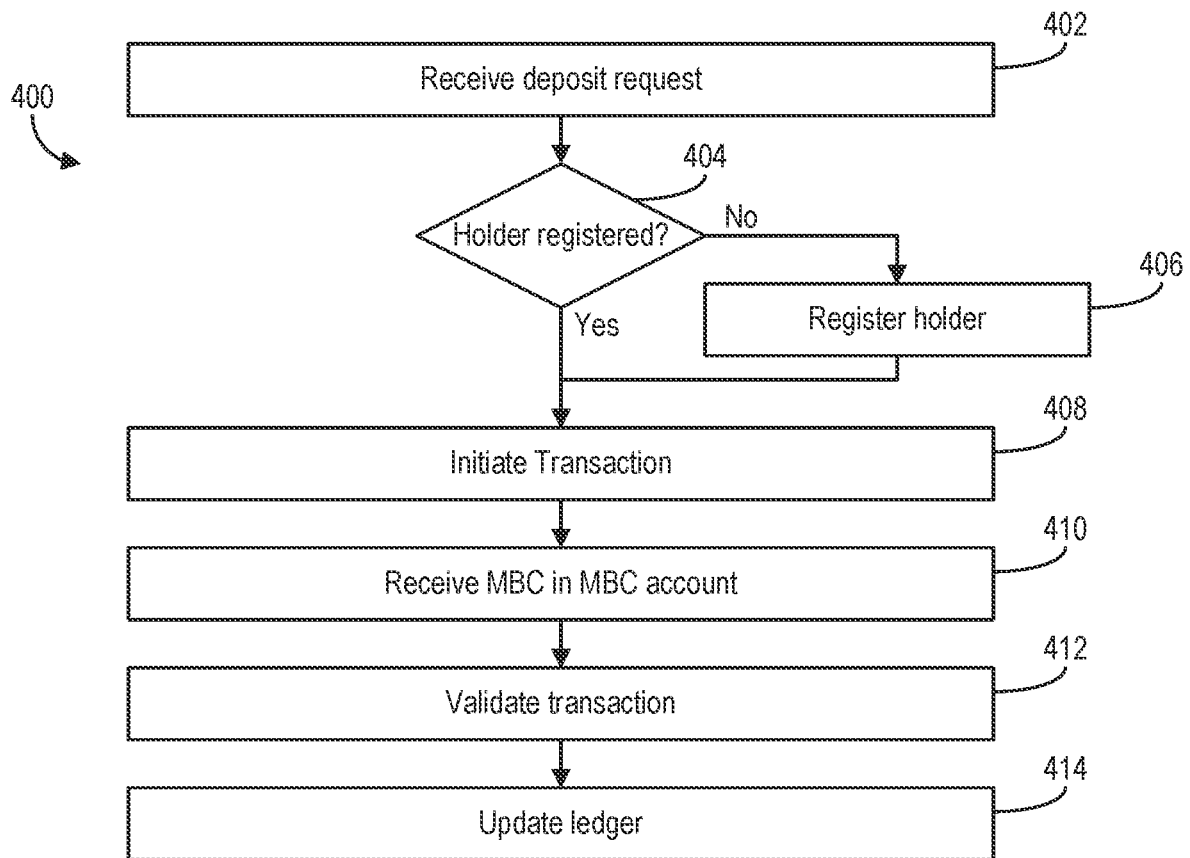 402
Receive deposit request
400
404
Holder registered?
No
406
Register holder
Yes
408
Initiate Transaction
410
Receive MBC in MBC account
412
Validate transaction
414
Update ledger